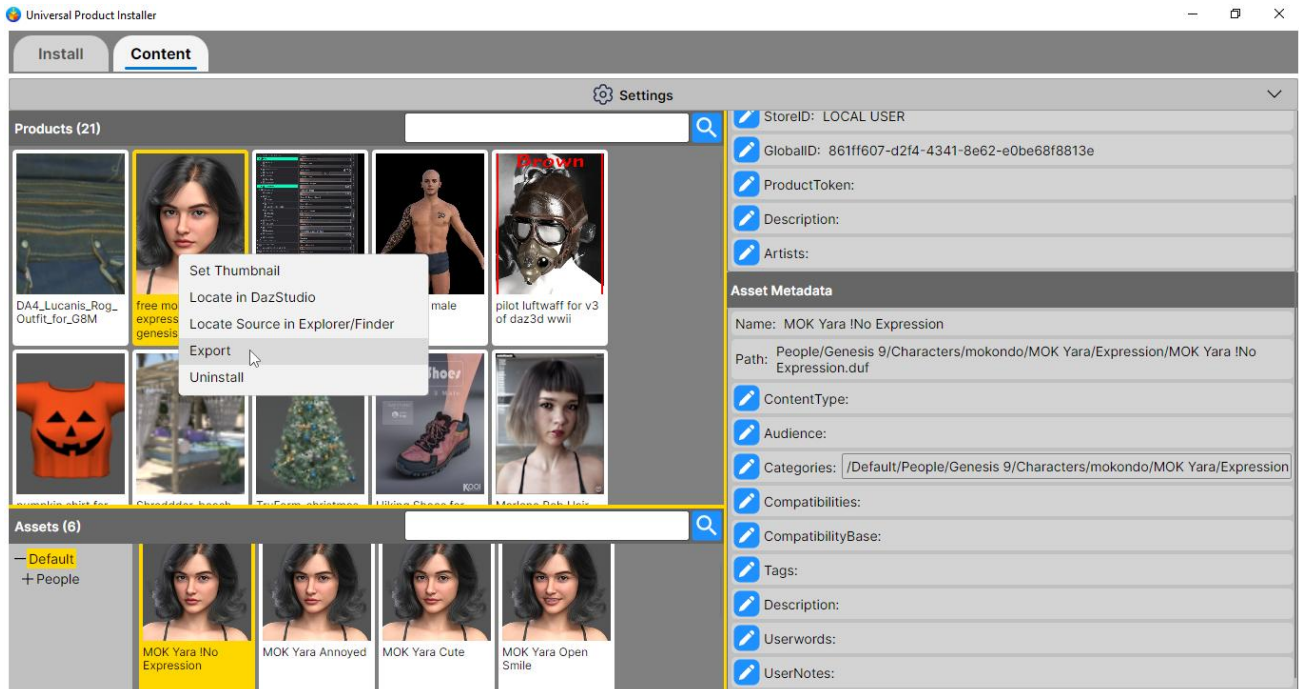 Universal Product Installer
Install
Content
Settings
Products (21)
Brown
DA4_Lucanis_Rog_
Outfit_for_G8M
free mo
express
genesis
male
pilot luftwaff for v3
of daz3d wwii
Set Thumbnail
Locate in DazStudio
Locate Source in Explorer/Finder
Export
Uninstall
KOOI
Assets (6)
Default
People
MOK Yara !No
Expression
MOK Yara Annoyed
MOK Yara Cute
MOK Yara Open
Smile
StoreID: LOCAL USER
GlobalID: 861ff607-d2f4-4341-8e62-e0be68f8813e
ProductToken:
Description:
Artists:
Asset Metadata
Name: MOK Yara !No Expression
Path: People/Genesis 9/Characters/mokondo/MOK Yara/Expression/MOK Yara !No
Expression.duf
ContentType:
Audience:
Categories: /Default/People/Genesis 9/Characters/mokondo/MOK Yara/Expression
Compatibilities:
CompatibilityBase:
Tags:
Description:
Userwords:
UserNotes: